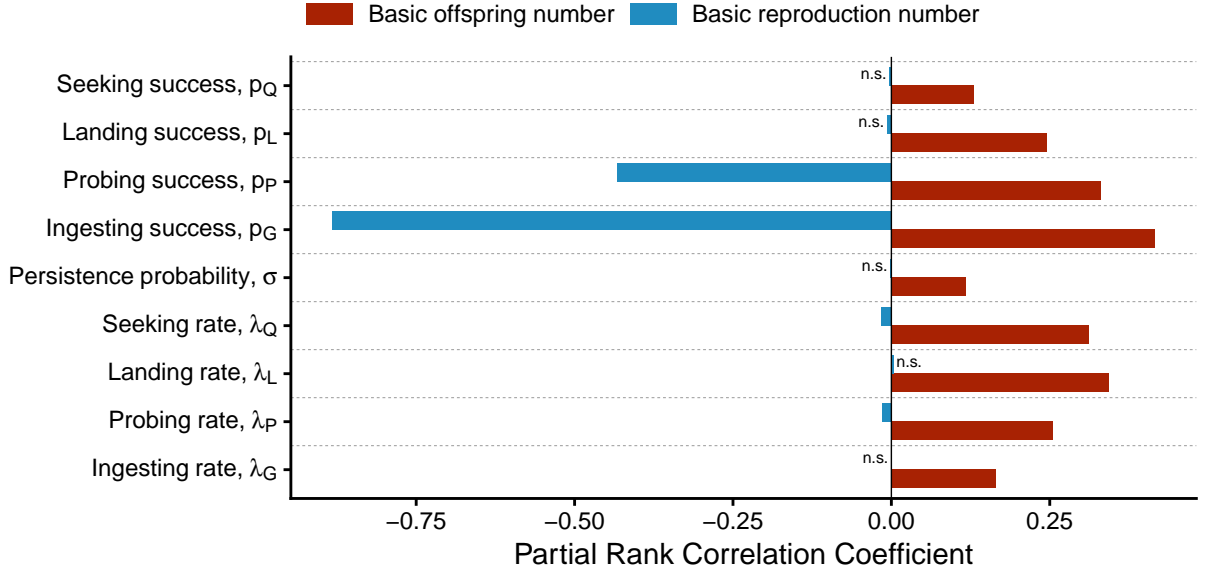 Basic offspring number Basic reproduction number
Seeking success, pQ n.s.
Landing success, pL n.s.
Probing success, pP
Ingesting success, pG
Persistence probability, σ n.s.
Seeking rate, λQ
Landing rate, λL n.s.
Probing rate, λP
Ingesting rate, λG n.s.
−0.75 −0.50 −0.25 0.00 0.25
Partial Rank Correlation Coefficient